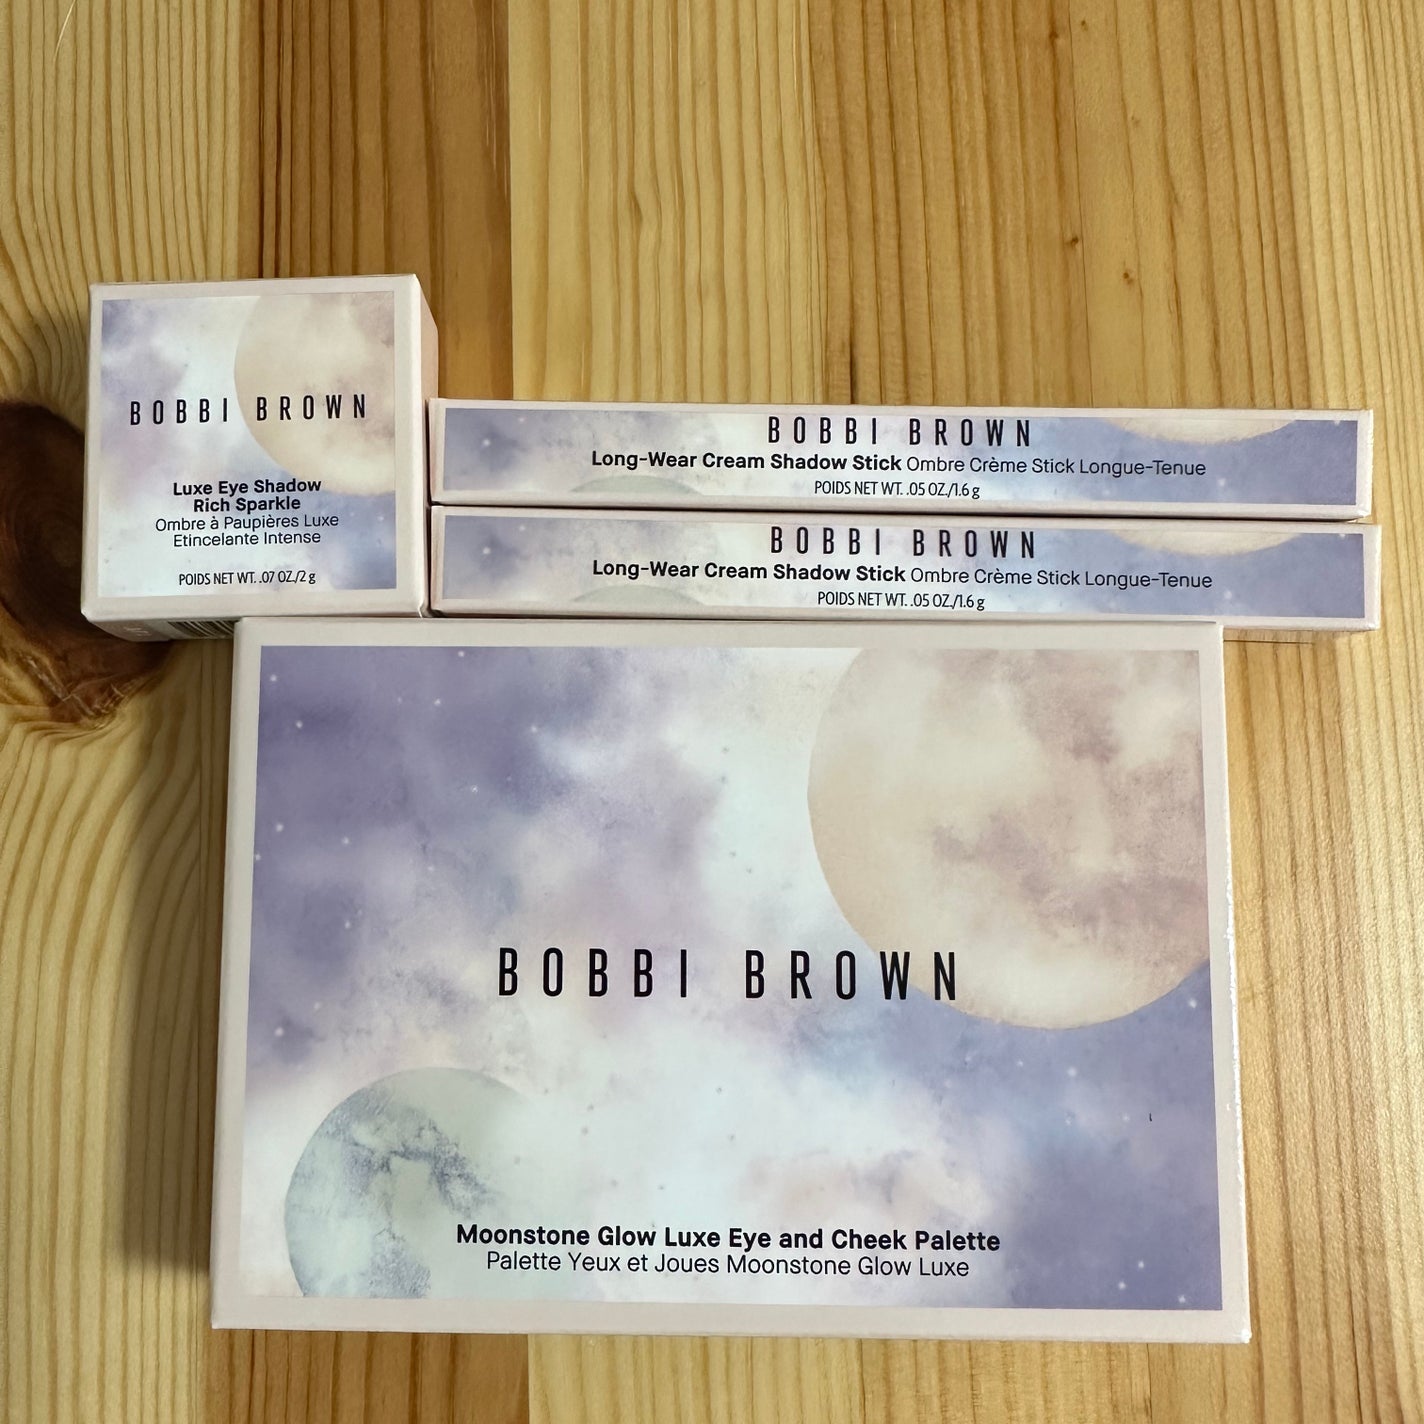 BOBBI BROWN
Luxe Eye Shadow
Rich Sparkle
Ombre à Paupières Luxe
Etincelante Intense
POIDS NET WT. .07 OZ./2 g
BOBBI BROWN
Long-Wear Cream Shadow Stick Ombre Crème Stick Longue-Tenue
POIDS NET WT. .05 OZ./1.6 g
BOBBI BROWN
Long-Wear Cream Shadow Stick Ombre Crème Stick Longue-Tenue
POIDS NET WT. .05 OZ./1.6 g
BOBBI BROWN
Moonstone Glow Luxe Eye and Cheek Palette
Palette Yeux et Joues Moonstone Glow Luxe